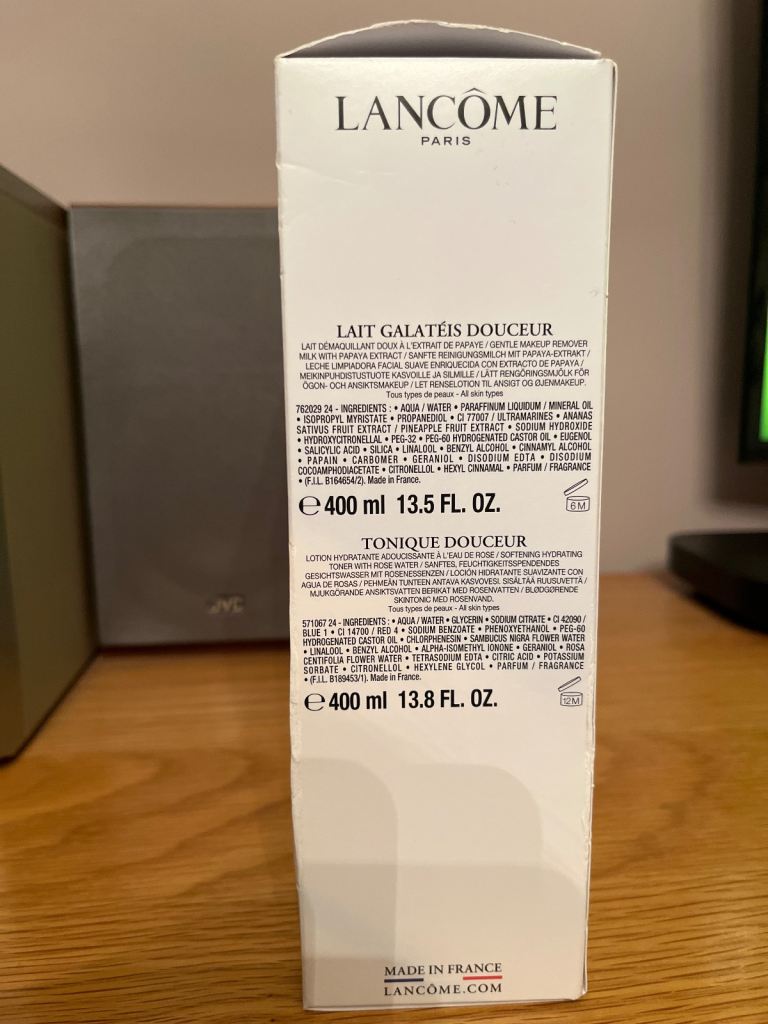 LANCÔME
PARIS
LAIT GALATÉIS DOUCEUR
LAIT DÉMAQUILLANT DOUX À L'EXTRAIT DE PAPAYE / GENTLE MAKEUP REMOVER
MILK WITH PAPAYA EXTRACT / SANFTE REINIGUNGSMILCH MIT PAPAYA-EXTRAKT /
LECHE LIMPIADORA FACIAL SUAVE ENRIQUECIDA CON EXTRACTO DE PAPAYA /
MEIKINPUHDISTUSTUOTE KASVOILLE JA SILMILLE / LÄTT RENGÖRINGSMJÖLK FÖR
ÖGON- OCH ANSIKTSMAKEUP / LET RENSELOTION TIL ANSIGT OG ØJENMAKEUP.
Tous types de peaux - All skin types
762029 24 - INGREDIENTS : • AQUA / WATER • PARAFFINUM LIQUIDUM / MINERAL OIL
• ISOPROPYL MYRISTATE • PROPANEDIOL • CI 77007 / ULTRAMARINES • ANANAS
SATIVUS FRUIT EXTRACT / PINEAPPLE FRUIT EXTRACT • SODIUM HYDROXIDE
• HYDROXYCITRONELLAL • PEG-32 • PEG-60 HYDROGENATED CASTOR OIL • EUGENOL
• SALICYLIC ACID • SILICA • LINALOOL • BENZYL ALCOHOL • CINNAMYL ALCOHOL
• PAPAIN • CARBOMER • GERANIOL • DISODIUM EDTA • DISODIUM
COCOAMPHODIACETATE • CITRONELLOL • HEXYL CINNAMAL • PARFUM / FRAGRANCE
• (F.I.L. B164654/2). Made in France.
e 400 ml 13.5 FL. OZ.
6M
TONIQUE DOUCEUR
LOTION HYDRATANTE ADOUCISSANTE À L'EAU DE ROSE / SOFTENING HYDRATING
TONER WITH ROSE WATER / SANFTES, FEUCHTIGKEITSSPENDENDES
GESICHTSWASSER MIT ROSENESSENZEN / LOCIÓN HIDRATANTE SUAVIZANTE CON
AGUA DE ROSAS / PEHMEÄN TUNTEEN ANTAVA KASVOVESI. SISÄLTÄÄ RUUSUVETTÄ /
MJUKGÖRANDE ANSIKTSVATTEN BERIKAT MED ROSENVATTEN / BLØDGØRENDE
SKINTONIC MED ROSENVAND.
Tous types de peaux - All skin types
571067 24 - INGREDIENTS : • AQUA / WATER • GLYCERIN • SODIUM CITRATE • CI 42090 /
BLUE 1 • CI 14700 / RED 4 • SODIUM BENZOATE • PHENOXYETHANOL • PEG-60
HYDROGENATED CASTOR OIL • CHLORPHENESIN • SAMBUCUS NIGRA FLOWER WATER
• LINALOOL • BENZYL ALCOHOL • ALPHA-ISOMETHYL IONONE • GERANIOL • ROSA
CENTIFOLIA FLOWER WATER • TETRASODIUM EDTA • CITRIC ACID • POTASSIUM
SORBATE • CITRONELLOL • HEXYLENE GLYCOL • PARFUM / FRAGRANCE
• (F.I.L. B189453/1). Made in France.
e 400 ml 13.8 FL. OZ.
12M
MADE IN FRANCE
LANCÔME.COM
JVC